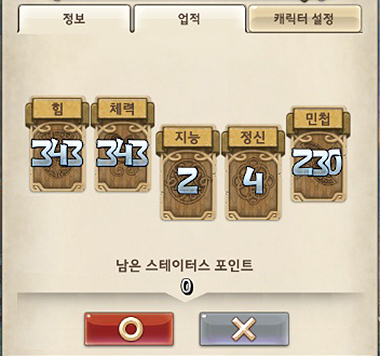 정보 업적 캐릭터 설정
힘 체력 지능 정신 민첩
343 343 2 4 230
남은 스테이터스 포인트
0